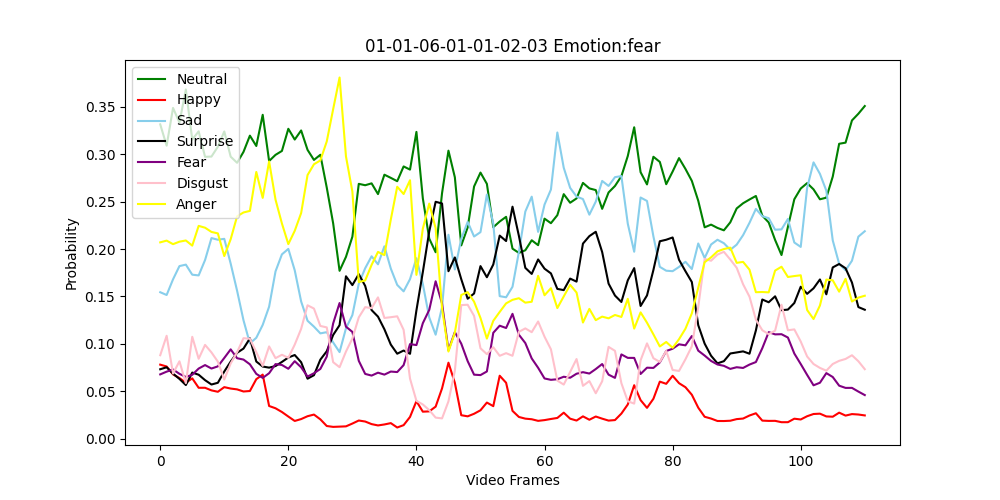 01-01-06-01-01-02-03 Emotion:fear
Neutral
Happy
Sad
Surprise
Fear
Disgust
Anger
Probability
0.35
0.30
0.25
0.20
0.15
0.10
0.05
0.00
0 20 40 60 80 100
Video Frames